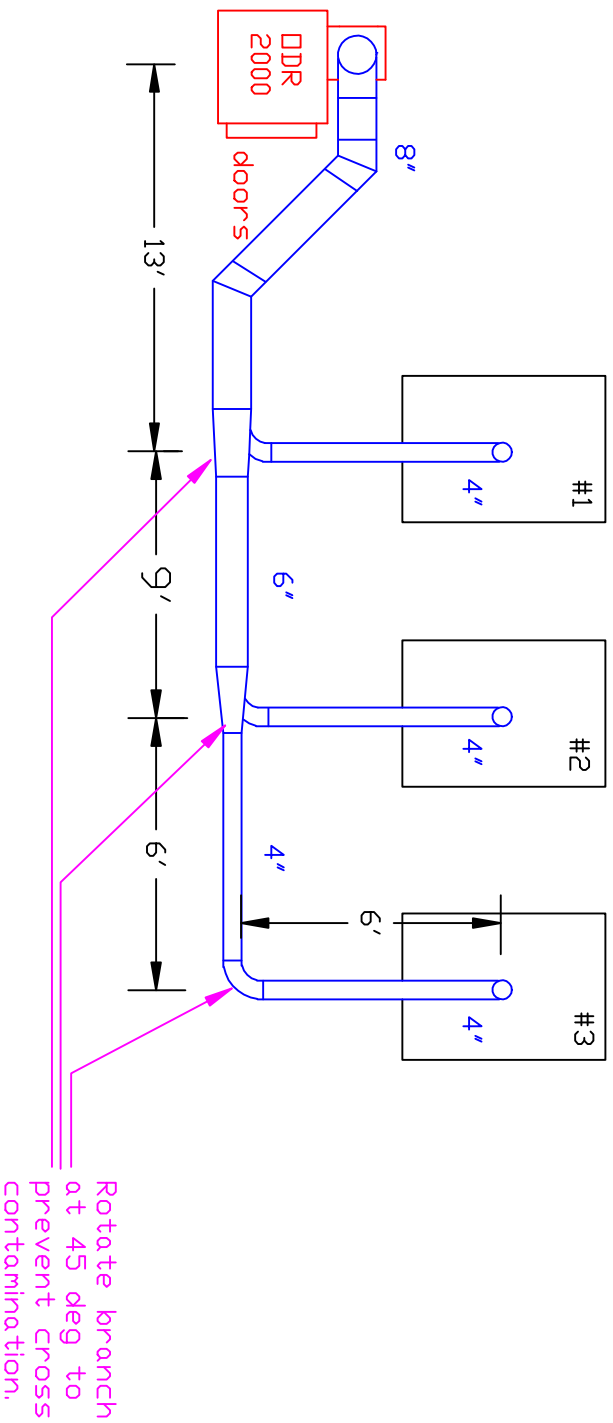 #1
#2
#3
4"
4"
4"
8"
6'
ODR
2000
6"
4"
doors
13'
9'
6'
Rotate branch
at 45 deg to
prevent cross
contamination.